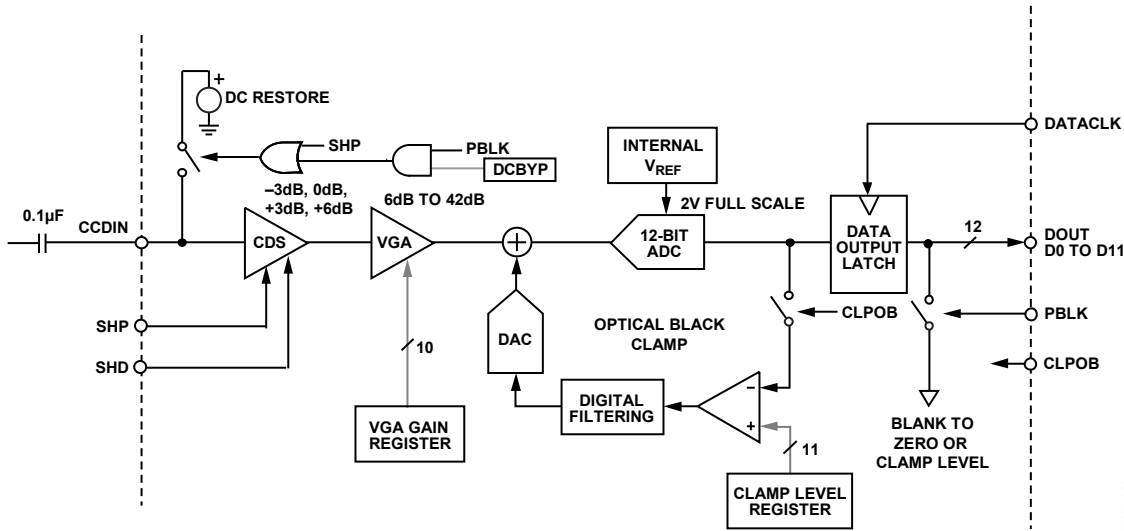 +
DC RESTORE
SHP
PBLK
DCBYP
–3dB, 0dB,
+3dB, +6dB
6dB TO 42dB
INTERNAL
VREF
2V FULL SCALE
DATACLK
0.1µF
CCDIN
CDS
VGA
+
12-BIT
ADC
DATA
OUTPUT
LATCH
12
DOUT
D0 TO D11
SHP
SHD
10
DAC
OPTICAL BLACK
CLAMP
CLPOB
PBLK
CLPOB
VGA GAIN
REGISTER
DIGITAL
FILTERING
–
+
11
CLAMP LEVEL
REGISTER
BLANK TO
ZERO OR
CLAMP LEVEL